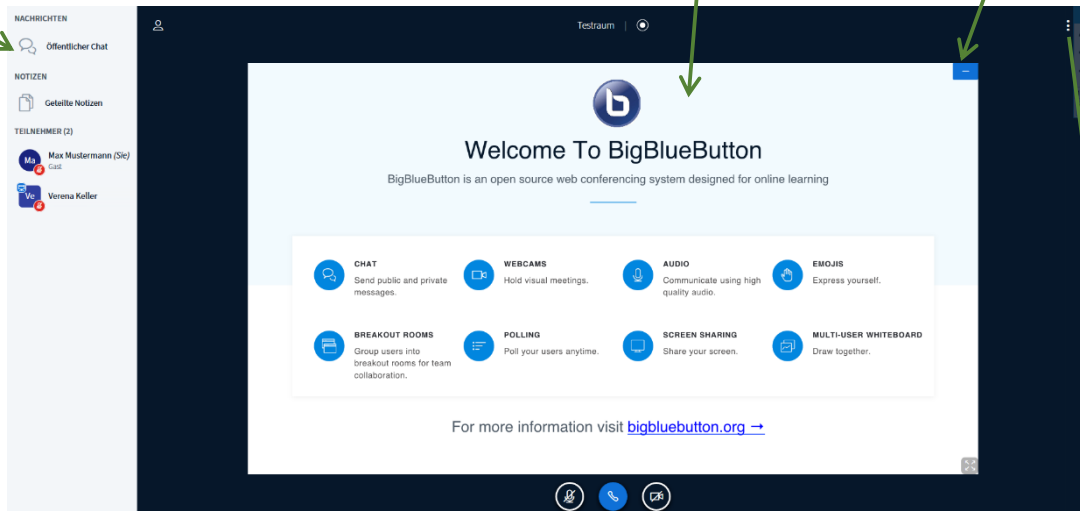 NACHRICHTEN
Öffentlicher Chat
NOTIZEN
Geteilte Notizen
TEILNEHMER (2)
Ma
Max Mustermann (Sie)
Gast
Ve
Verena Keller
Testraum
b
Welcome To BigBlueButton
BigBlueButton is an open source web conferencing system designed for online learning
CHAT
Send public and private
messages.
WEBCAMS
Hold visual meetings.
AUDIO
Communicate using high
quality audio.
EMOJIS
Express yourself.
BREAKOUT ROOMS
Group users into
breakout rooms for team
collaboration.
POLLING
Poll your users anytime.
SCREEN SHARING
Share your screen.
MULTI-USER WHITEBOARD
Draw together.
For more information visit bigbluebutton.org →